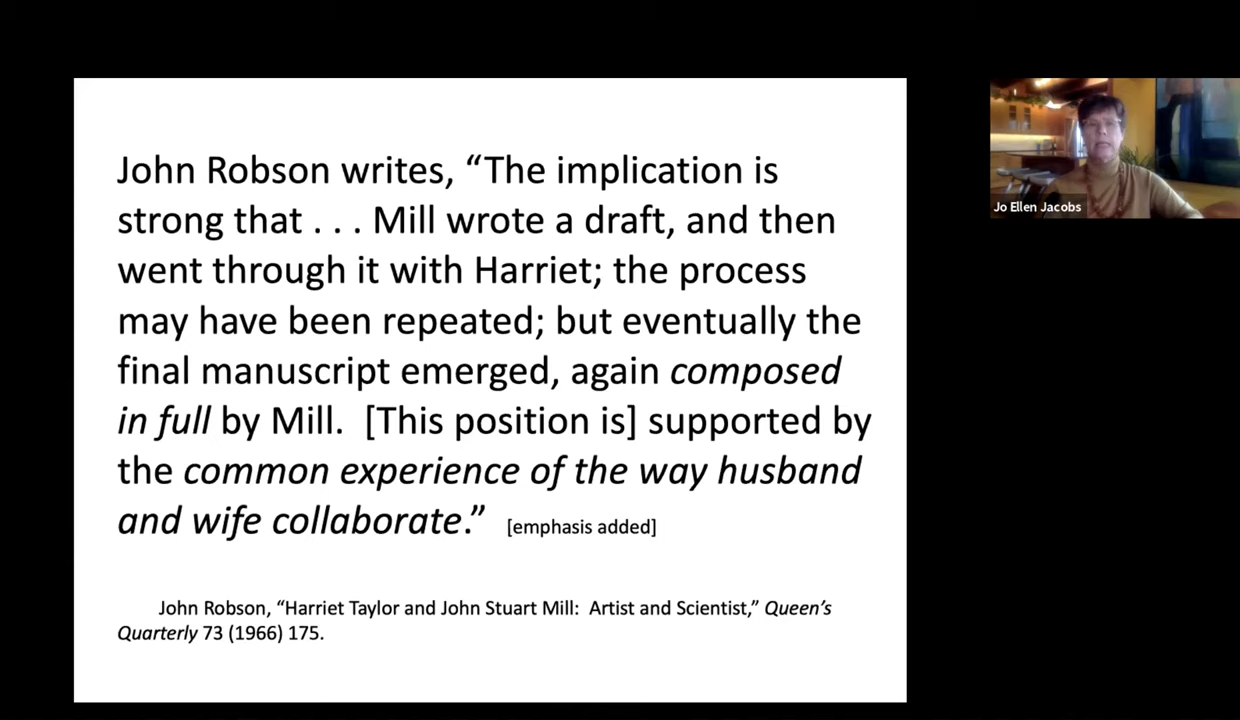 John Robson writes, “The implication is
strong that . . . Mill wrote a draft, and then
went through it with Harriet; the process
may have been repeated; but eventually the
final manuscript emerged, again composed
in full by Mill.  [This position is] supported by
the common experience of the way husband
and wife collaborate.”   [emphasis added]
John Robson, “Harriet Taylor and John Stuart Mill:  Artist and Scientist,” Queen’s
Quarterly 73 (1966) 175.
Jo Ellen Jacobs